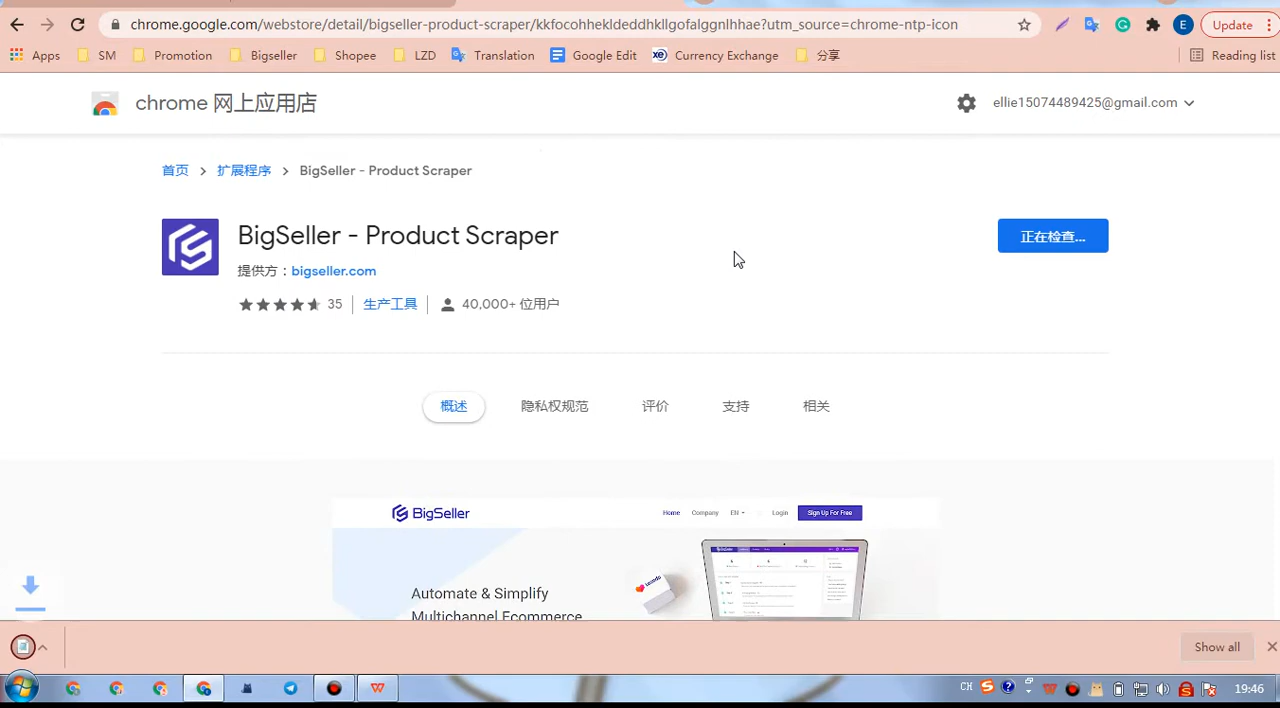 chrome.google.com/webstore/detail/bigseller-product-scraper/kkfocohhekldeddhkllgofalggnlhhae?utm_source=chrome-ntp-icon
E
Update
Apps
SM
Promotion
Bigseller
Shopee
LZD
Translation
Google Edit
Currency Exchange
分享
Reading list
chrome 网上应用店
ellie15074489425@gmail.com
首页 > 扩展程序 > BigSeller - Product Scraper
BigSeller - Product Scraper
正在检查...
提供方：bigseller.com
35
生产工具
40,000+ 位用户
概述
隐私权规范
评价
支持
相关
BigSeller
Home
Company
EN
Login
Sign Up For Free
Automate & Simplify
Multichannel Ecommerce
Show all
CH
19:46